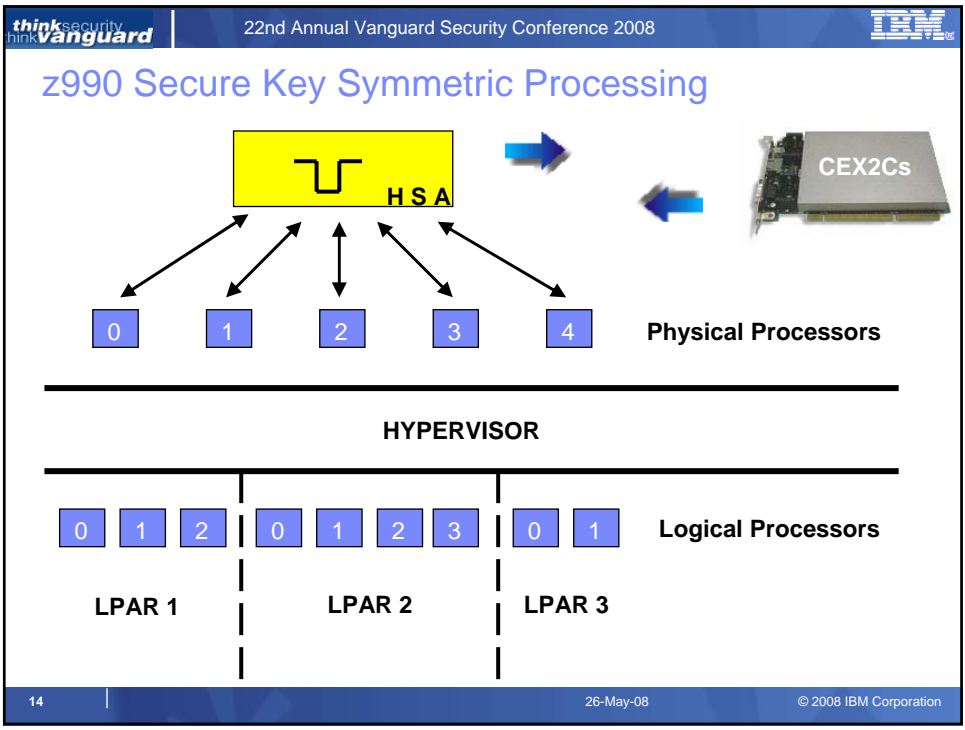 thinksecurity
thinkvanguard
22nd Annual Vanguard Security Conference 2008
IBM®
z990 Secure Key Symmetric Processing
H S A
CEX2Cs
0 1 2 3 4 Physical Processors
HYPERVISOR
0 1 2 0 1 2 3 0 1 Logical Processors
LPAR 1 LPAR 2 LPAR 3
14 26-May-08 © 2008 IBM Corporation